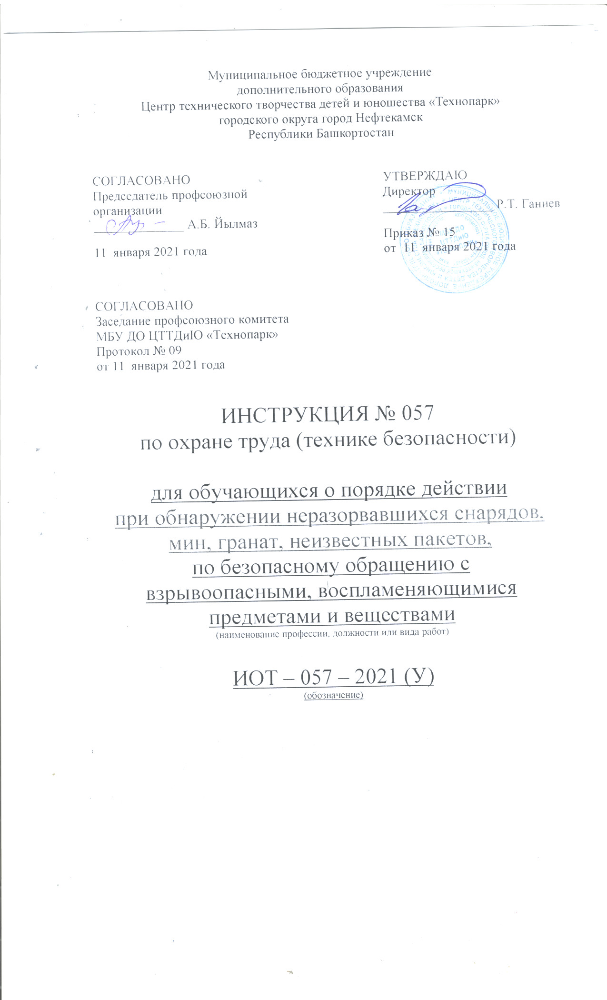 Муниципальное бюджетное учреждение
дополнительного образования
Центр технического творчества детей и юношества «Технопарк»
городского округа город Нефтекамск
Республики Башкортостан
СОГЛАСОВАНО
Председатель профсоюзной
организации
А.Б. Йылмаз
11 января 2021 года
УТВЕРЖДАЮ
Директор
Р.Т. Ганиев
Приказ № 15
от 11 января 2021 года
МБУ ДО
ЦТТДиЮ
СОГЛАСОВАНО
Заседание профсоюзного комитета
МБУ ДО ЦТТДиЮ «Технопарк»
Протокол № 09
от 11 января 2021 года
ИНСТРУКЦИЯ № 057
по охране труда (технике безопасности)
для обучающихся о порядке действии
при обнаружении неразорвавшихся снарядов,
мин, гранат, неизвестных пакетов,
по безопасному обращению с
взрывоопасными, воспламеняющимися
предметами и веществами
(наименование профессии, должности или вида работ)
ИОТ – 057 – 2021 (У)
(обозначение)